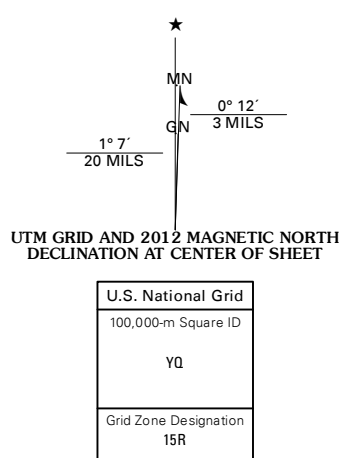 ★
MN
0° 12´
3 MILS
GN
1° 7´
20 MILS
UTM GRID AND 2012 MAGNETIC NORTH
DECLINATION AT CENTER OF SHEET
U.S. National Grid
100,000-m Square ID
YQ
Grid Zone Designation
15R